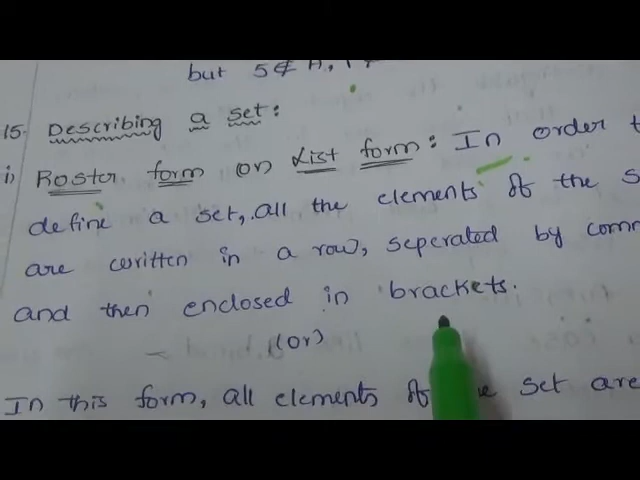 but 5∉ A,
15. Describing a set:
i) Roster form or List form: In order t
define a set, all the elements of the s
are written in a row, seperated by comm
and then enclosed in brackets.
(or)
In this form, all elements of the set are